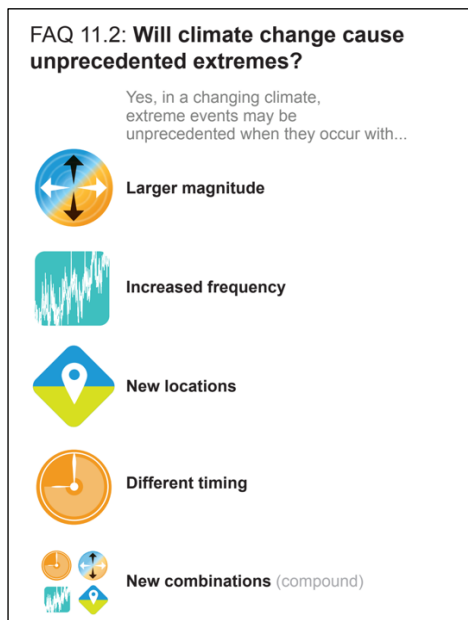 FAQ 11.2: Will climate change cause
unprecedented extremes?
Yes, in a changing climate,
extreme events may be
unprecedented when they occur with...
Larger magnitude
Increased frequency
New locations
Different timing
New combinations (compound)